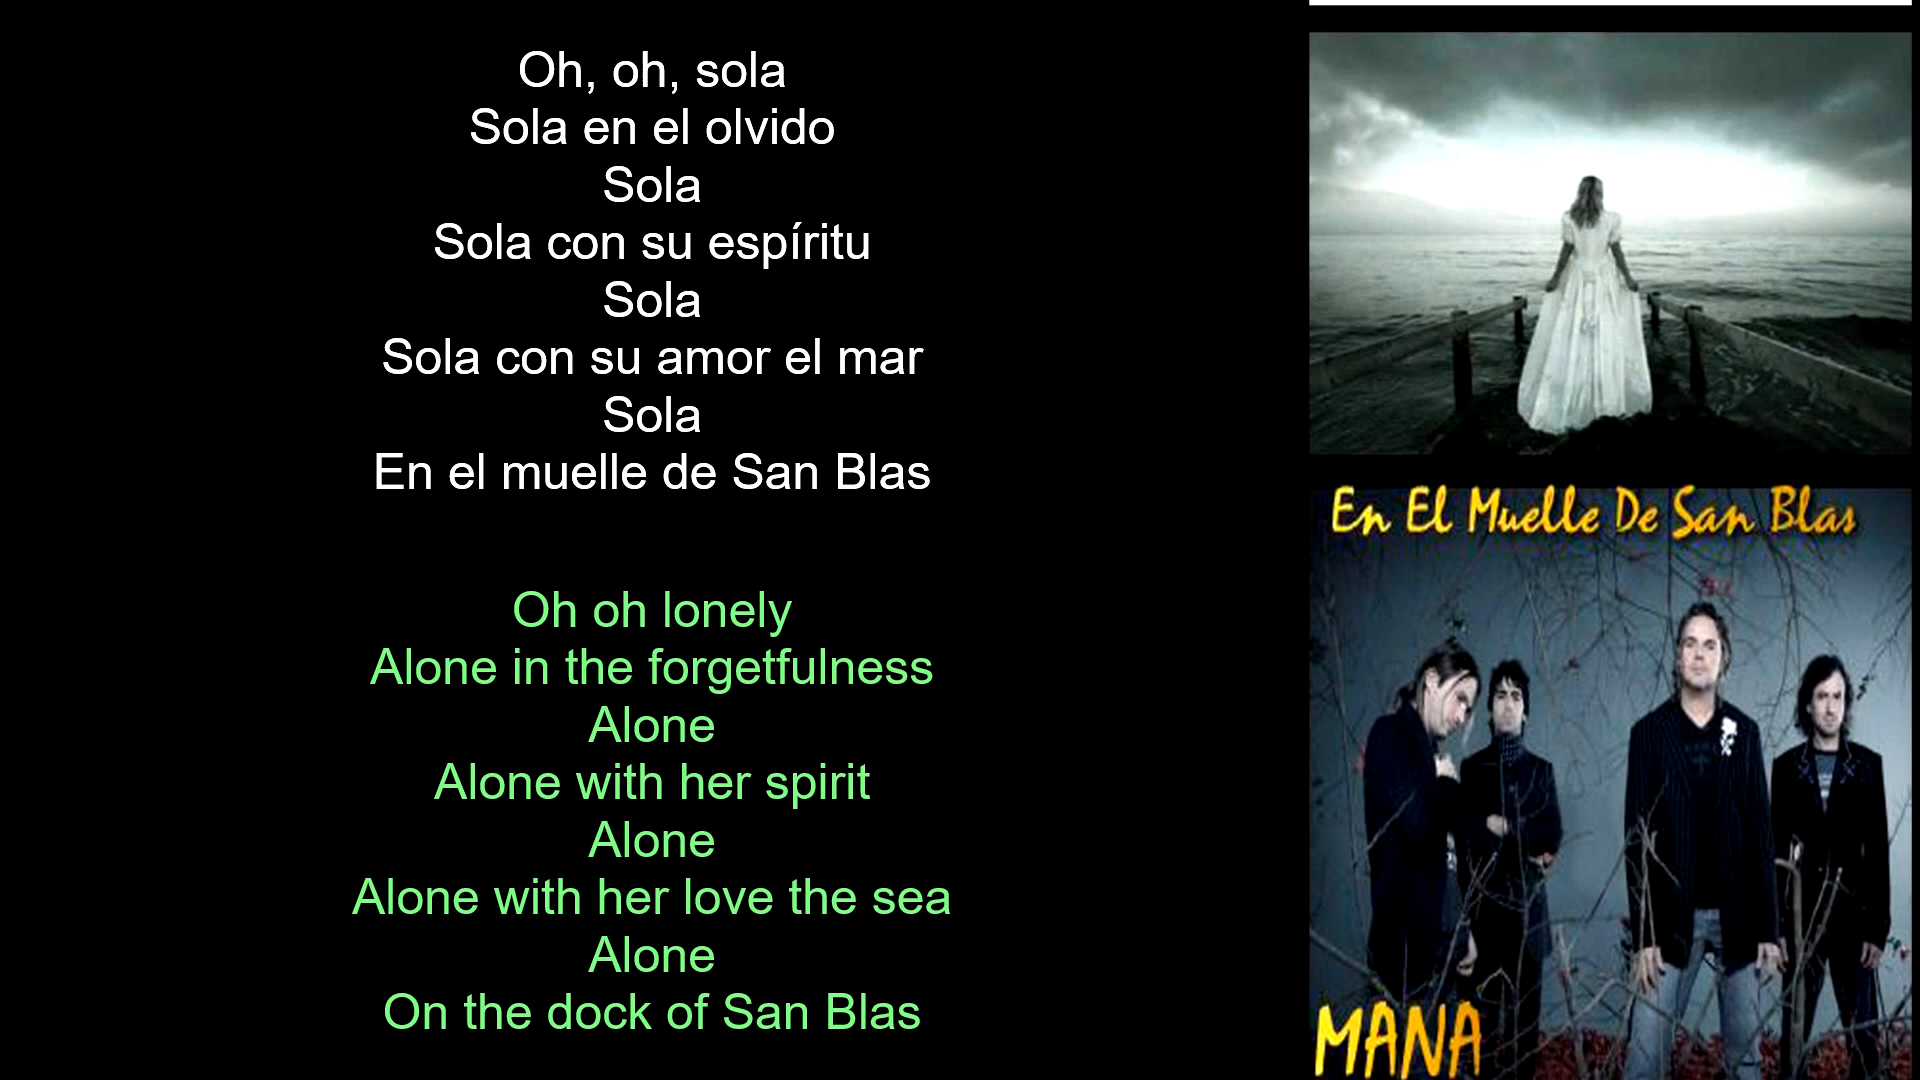 Oh, oh, sola
Sola en el olvido
Sola
Sola con su espíritu
Sola
Sola con su amor el mar
Sola
En el muelle de San Blas
Oh oh lonely
Alone in the forgetfulness
Alone
Alone with her spirit
Alone
Alone with her love the sea
Alone
On the dock of San Blas
En El Muelle De San Blas
MANA